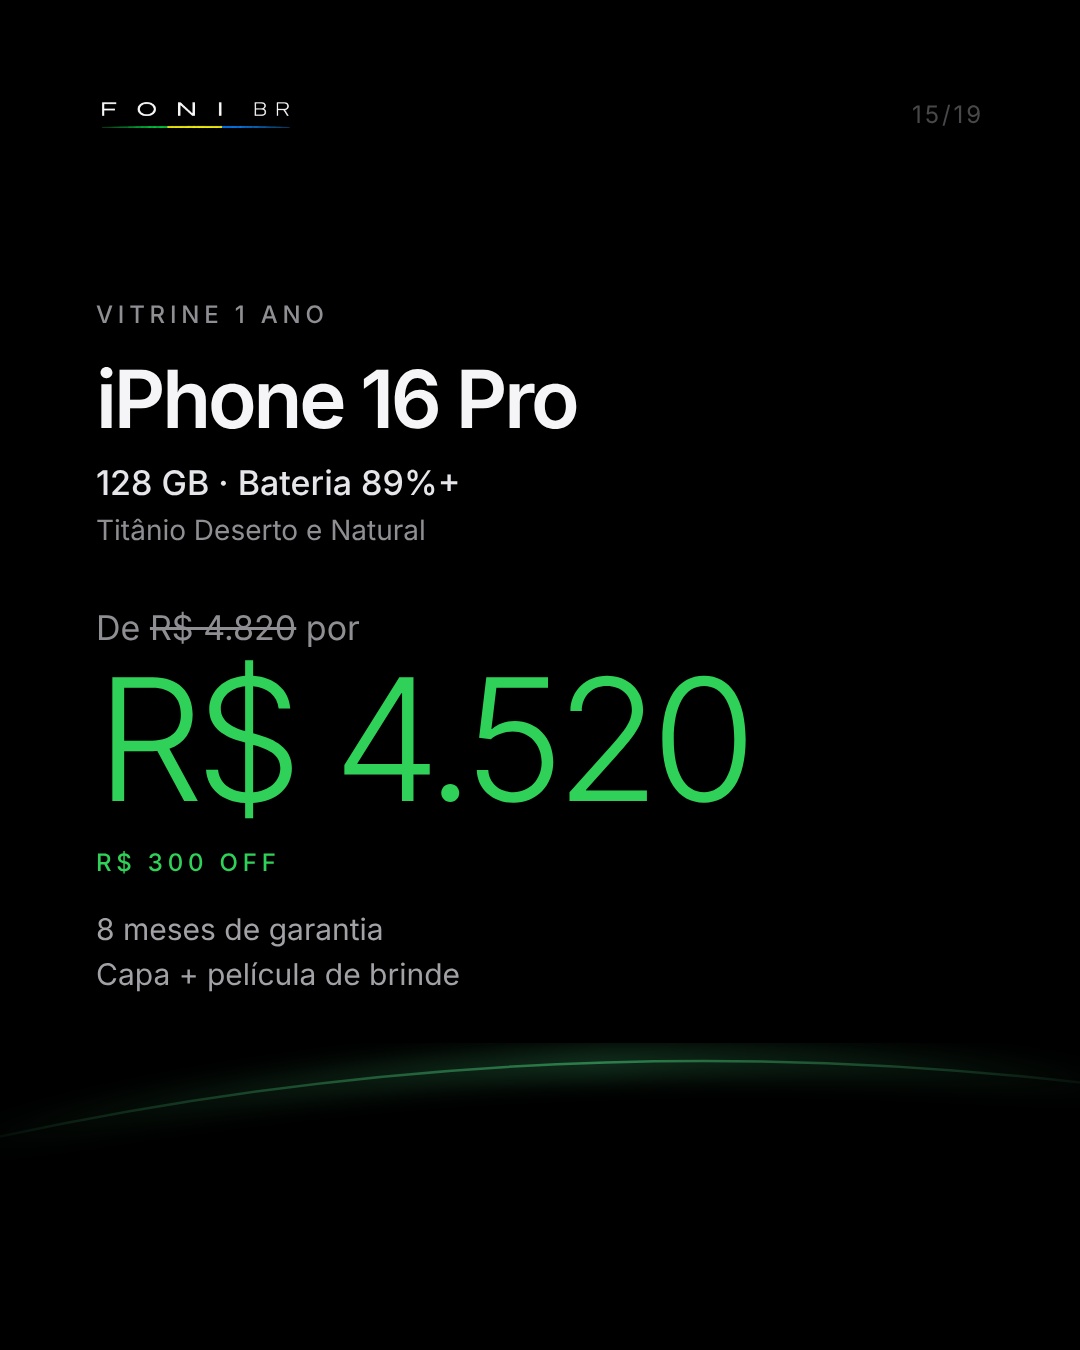 FONI BR
15/19
VITRINE 1 ANO
iPhone 16 Pro
128 GB · Bateria 89%+
Titânio Deserto e Natural
De R$ 4.820 por
R$ 4.520
R$ 300 OFF
8 meses de garantia
Capa + película de brinde